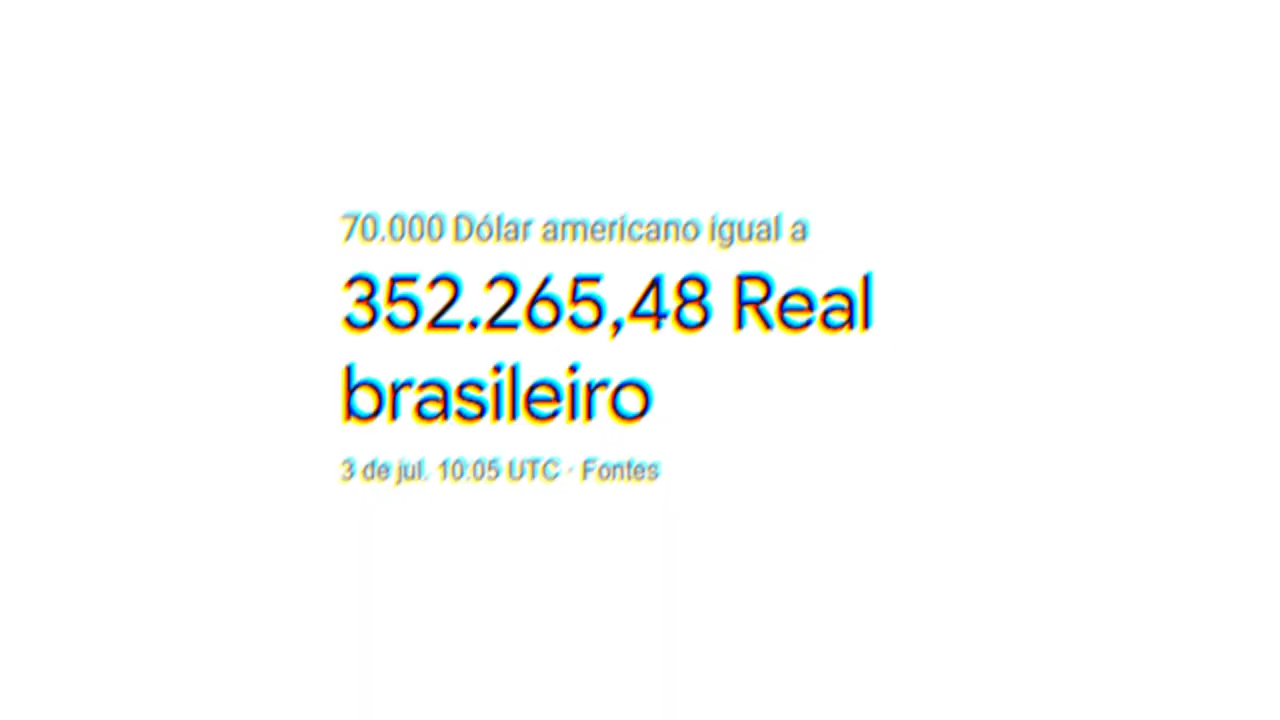 70.000 Dólar americano igual a
352.265,48 Real
brasileiro
3 de jul. 10:05 UTC · Fontes